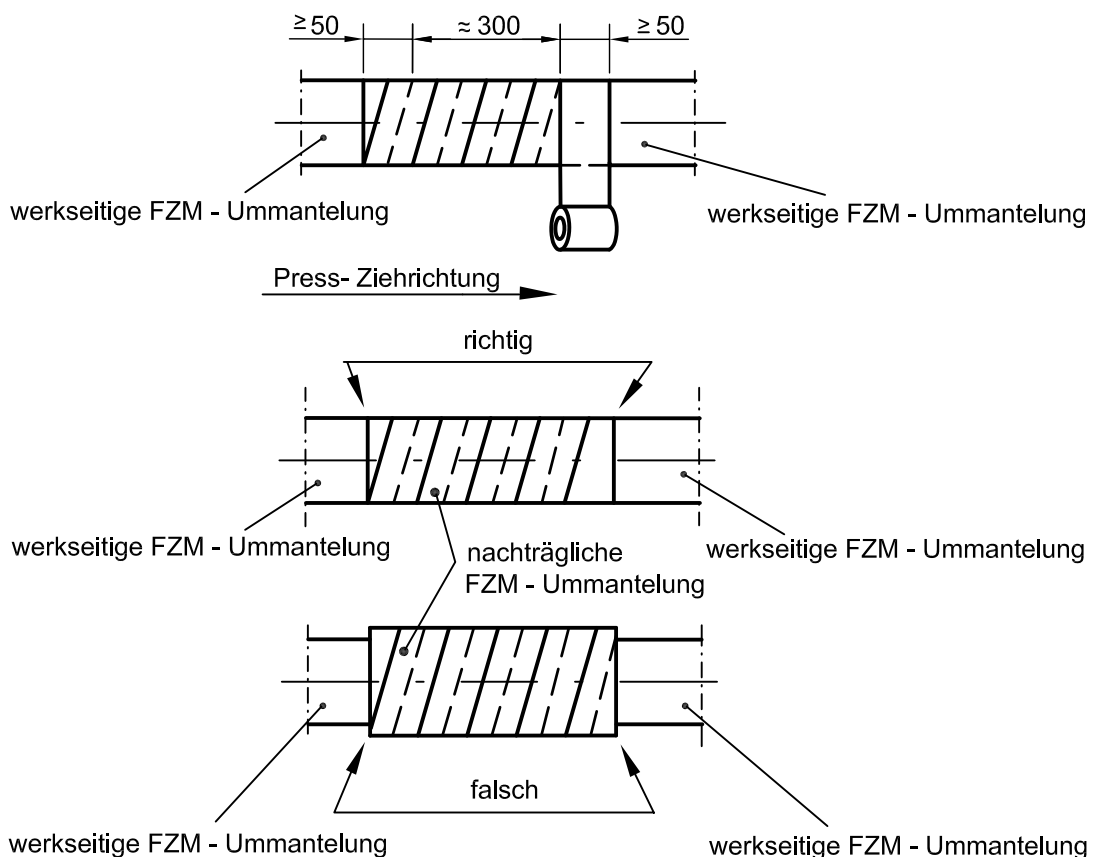 ≥50 ≈300 ≥50
werkseitige FZM - Ummantelung
werkseitige FZM - Ummantelung
Press- Ziehrichtung
richtig
werkseitige FZM - Ummantelung
nachträgliche
FZM - Ummantelung
werkseitige FZM - Ummantelung
falsch
werkseitige FZM - Ummantelung
werkseitige FZM - Ummantelung